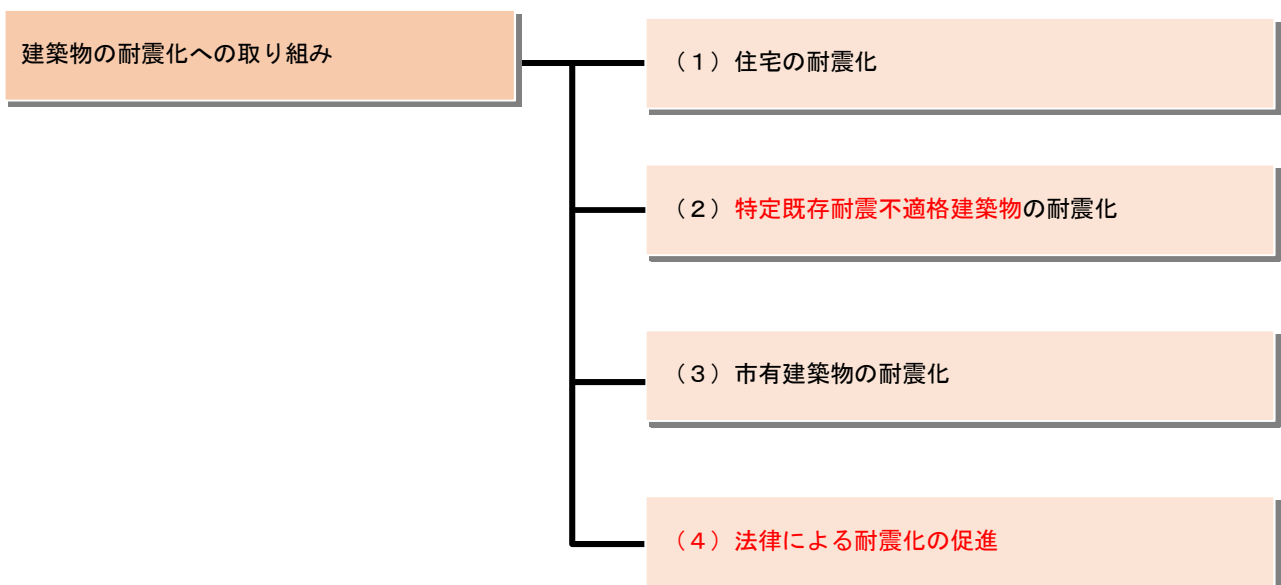 建築物の耐震化への取り組み
（１）住宅の耐震化
（２）特定既存耐震不適格建築物の耐震化
（３）市有建築物の耐震化
（４）法律による耐震化の促進